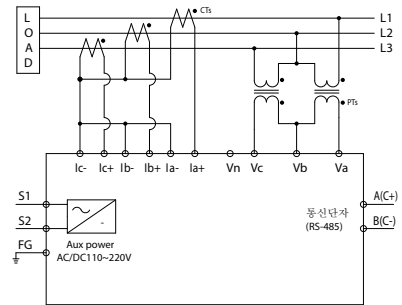 L
O
A
D
CTs
L1
L2
L3
PTs
Ic- Ic+ Ib- Ib+ Ia- Ia+ Vn Vc Vb Va
S1
S2
FG
~
-
Aux power
AC/DC110~220V
통신단자
(RS-485)
A(C+)
B(C-)